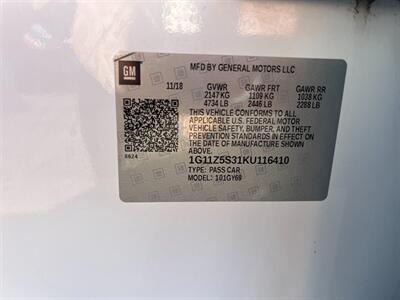 GM
MFD BY GENERAL MOTORS LLC
11/18 GVWR GAWR FRT GAWR RR
2147 KG 1109 KG 1038 KG
4734 LB 2446 LB 2288 LB
THIS VEHICLE CONFORMS TO ALL APPLICABLE
U.S. FEDERAL MOTOR
VEHICLE SAFETY, BUMPER, AND THEFT
PREVENTION STANDARDS IN EFFECT ON THE DATE
OF MANUFACTURE SHOWN ABOVE.
1G11Z5S31KU116410
8624
TYPE: PASS CAR
MODEL: 101GY69